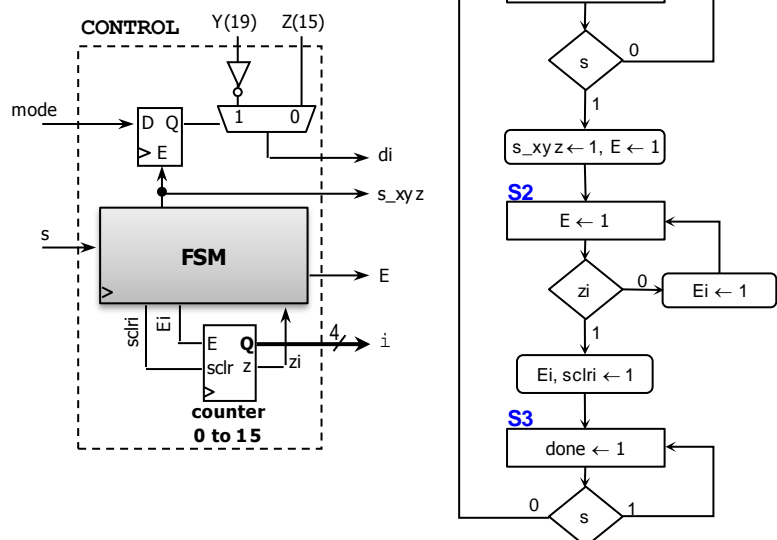 CONTROL
Y(19)
Z(15)
mode
D Q
E
1 0
di
s_xyz
s
FSM
E
sclri
Ei
E Q
sclr z
zi
4
i
counter
0 to 15
s
0
1
s_xyz ← 1, E ← 1
S2
E ← 1
zi
0
Ei ← 1
1
Ei, sclri ← 1
S3
done ← 1
0
s
1